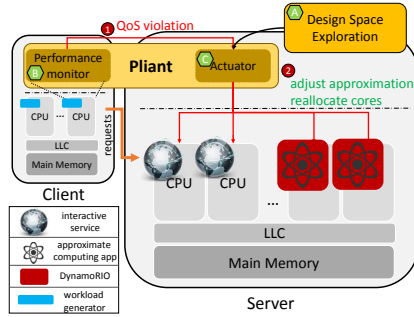 1 QoS violation
A Design Space
Exploration
Performance
monitor
B
Pliant
C
Actuator
2
adjust approximation
reallocate cores
CPU ... CPU
requests
LLC
Main Memory
Client
CPU CPU
...
LLC
Main Memory
Server
interactive
service
approximate
computing app
DynamoRIO
workload
generator